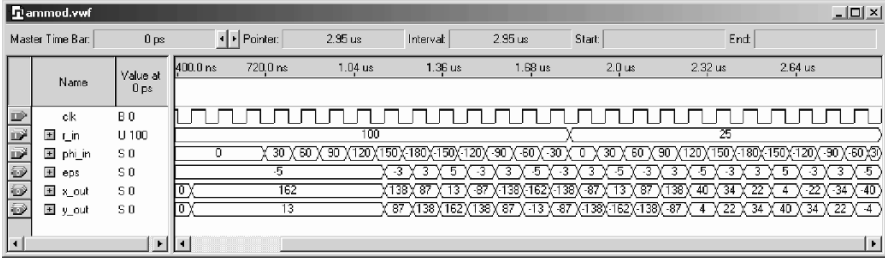 ammod.vwf
Master Time Bar: 0 ps Pointer: 2.95 us Interval: 2.95 us Start: End:
Name Value at 0 ps 400.0 ns 720.0 ns 1.04 us 1.36 us 1.68 us 2.0 us 2.32 us 2.64 us
clk B 0
r_in U 100 100 25
phi_in S 0 0 30 60 90 120 150 -180 -150 -120 -90 -60 -30 0 30 60 90 120 150 -180 -150 -120 -90 -60 -30
eps S 0 -5 -3 3 5 -3 3 5 -3 3 5 -3 3 5 -3 3 5 -3
x_out S 0 0 162 138 87 13 -87 -138 -162 -138 -87 13 87 138 40 34 22 4 -22 -34 -40
y_out S 0 0 13 87 138 162 138 87 -13 -87 -138 -162 -138 -87 4 22 34 40 34 22 -4